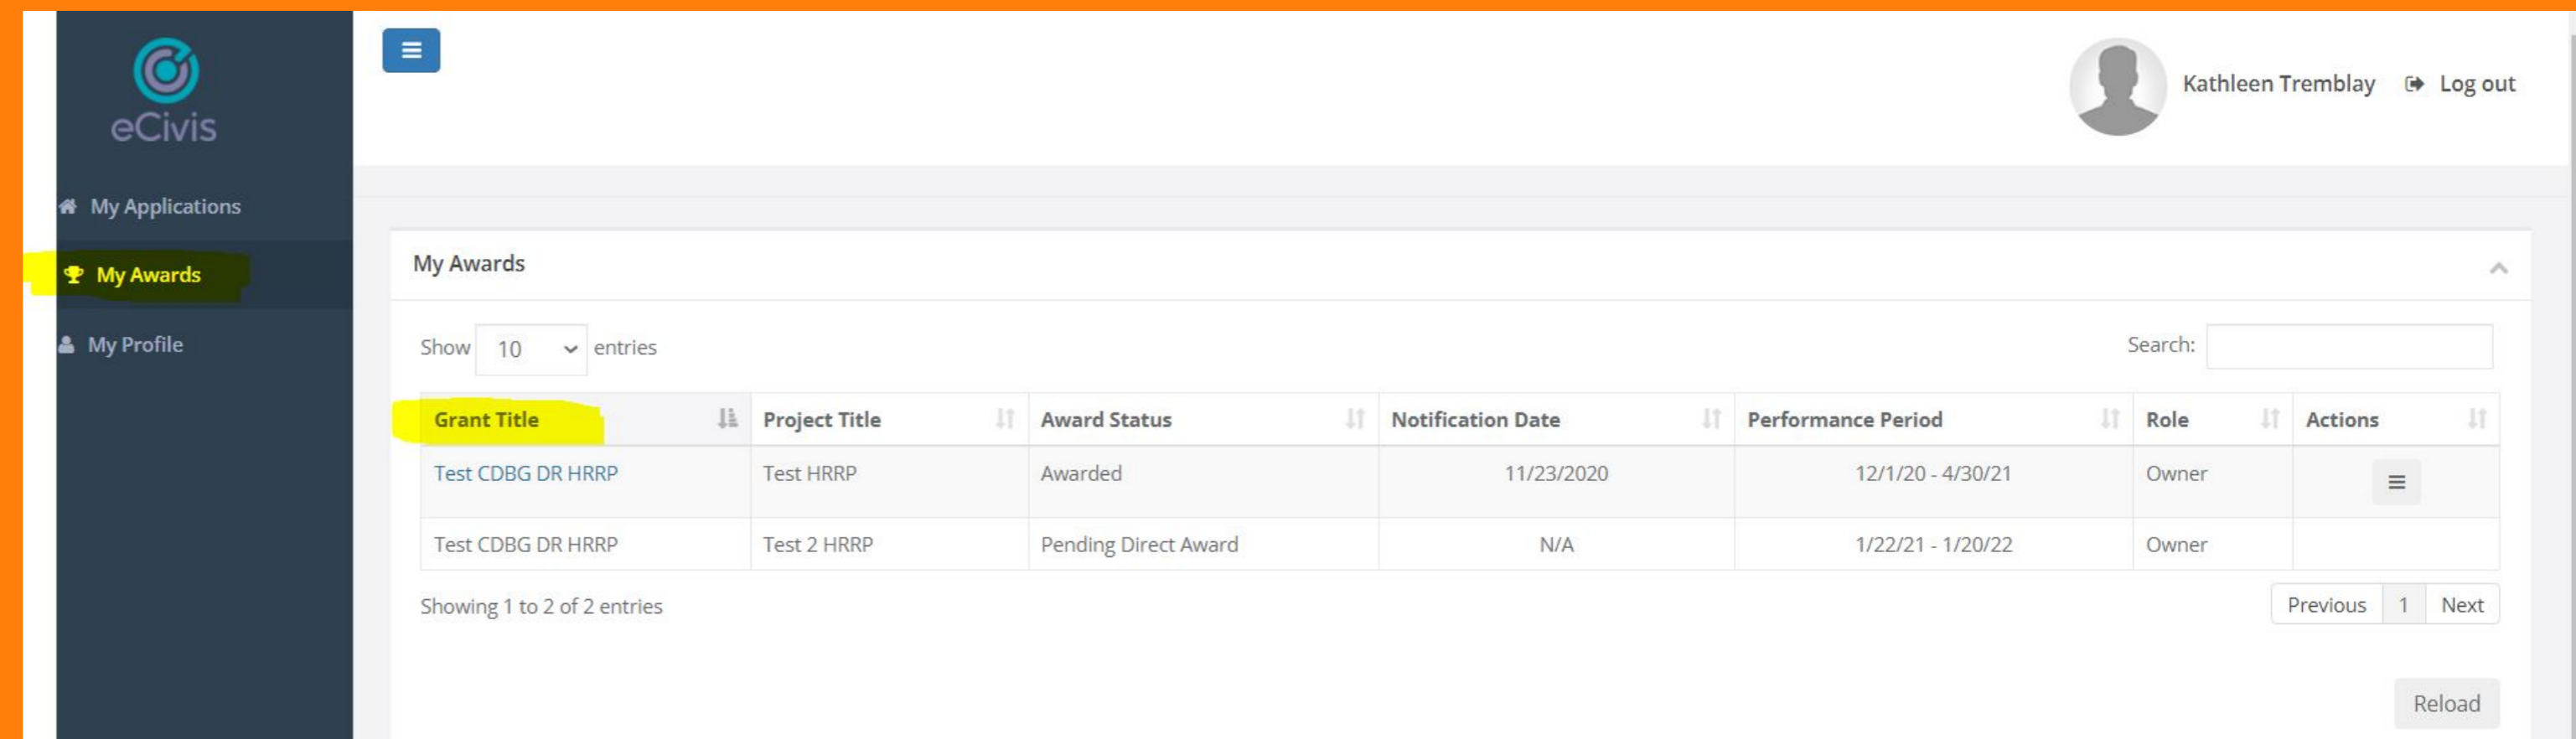 eCivis
Kathleen Tremblay Log out
My Applications
My Awards
My Profile
My Awards
Show 10 entries
Search:
Grant Title Project Title Award Status Notification Date Performance Period Role Actions
Test CDBG DR HRRP Test HRRP Awarded 11/23/2020 12/1/20 - 4/30/21 Owner
Test CDBG DR HRRP Test 2 HRRP Pending Direct Award N/A 1/22/21 - 1/20/22 Owner
Showing 1 to 2 of 2 entries
Previous 1 Next
Reload